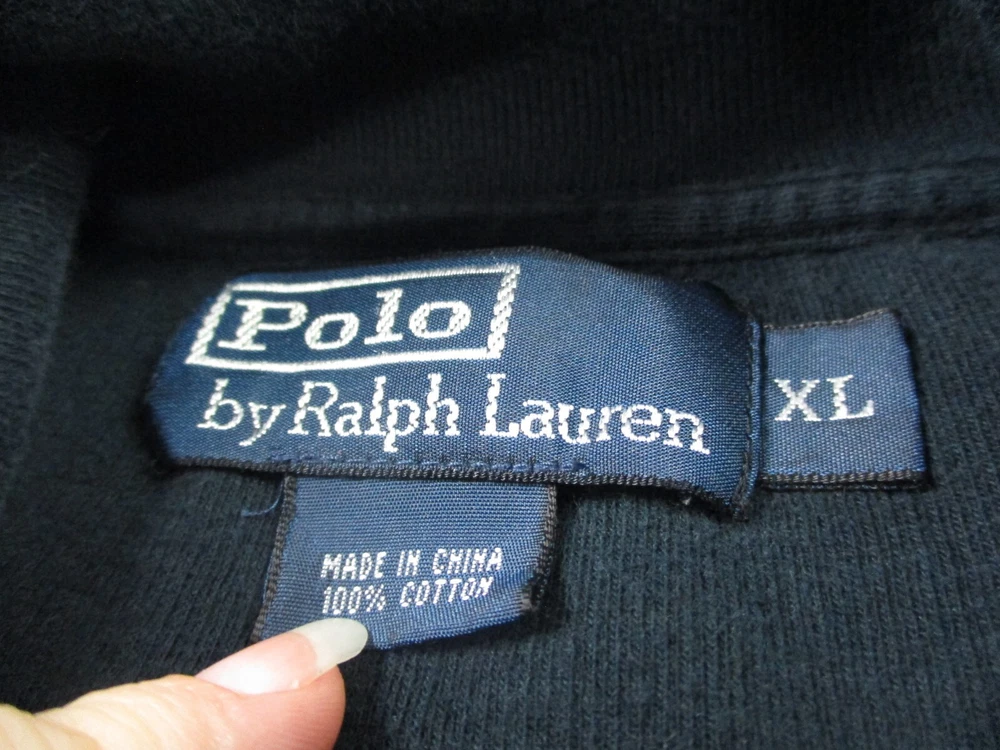 Polo
by Ralph Lauren
XL
MADE IN CHINA
100% COTTON